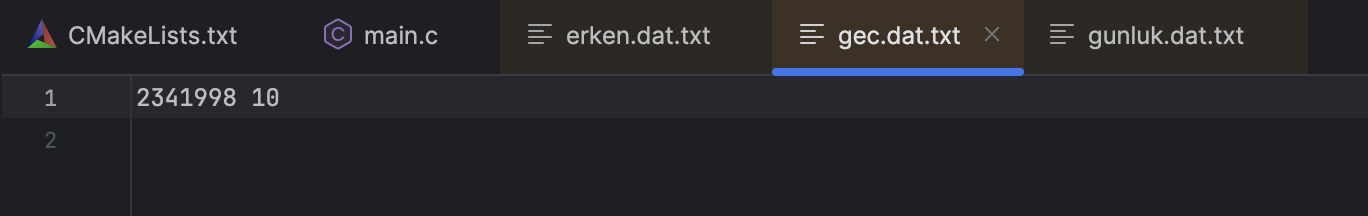 CMakeLists.txt main.c erken.dat.txt gec.dat.txt gunluk.dat.txt
1 2341998 10
2